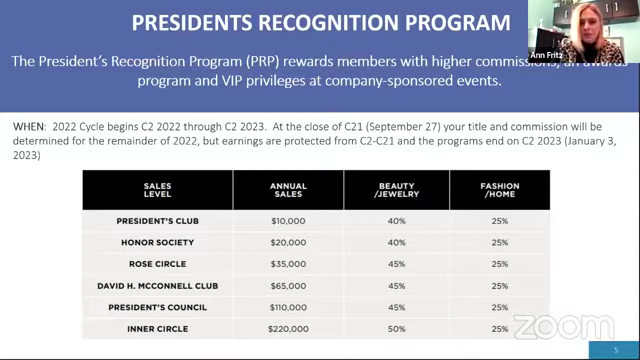 PRESIDENTS RECOGNITION PROGRAM
The President's Recognition Program (PRP) rewards members with higher commissions, an awards
program and VIP privileges at company-sponsored events.
Ann Fritz
WHEN: 2022 Cycle begins C2 2022 through C2 2023. At the close of C21 (September 27) your title and commission will be
determined for the remainder of 2022, but earnings are protected from C2-C21 and the programs end on C2 2023 (January 3,
2023)
SALES LEVEL ANNUAL SALES BEAUTY /JEWELRY FASHION /HOME
PRESIDENT'S CLUB $10,000 40% 25%
HONOR SOCIETY $20,000 40% 25%
ROSE CIRCLE $35,000 45% 25%
DAVID H. MCCONNELL CLUB $65,000 45% 25%
PRESIDENT'S COUNCIL $110,000 45% 25%
INNER CIRCLE $220,000 50% 25%
zoom
5